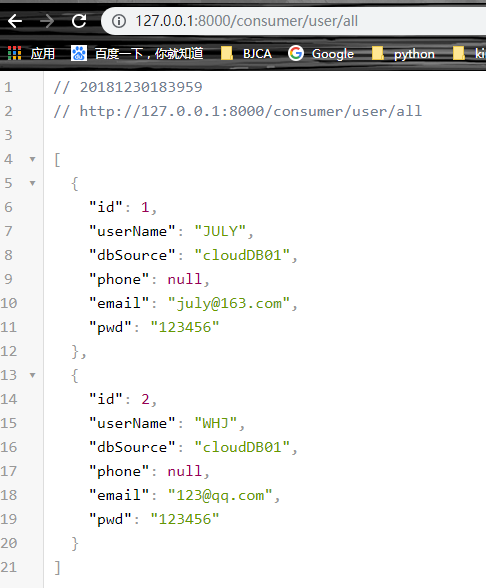 127.0.0.1:8000/consumer/user/all
应用 百度一下，你就知道 BJCA Google python
1 // 20181230183959
2 // http://127.0.0.1:8000/consumer/user/all
3
4 [
5 {
6 "id": 1,
7 "userName": "JULY",
8 "dbSource": "cloudDB01",
9 "phone": null,
10 "email": "july@163.com",
11 "pwd": "123456"
12 },
13 {
14 "id": 2,
15 "userName": "WHJ",
16 "dbSource": "cloudDB01",
17 "phone": null,
18 "email": "123@qq.com",
19 "pwd": "123456"
20 }
21 ]